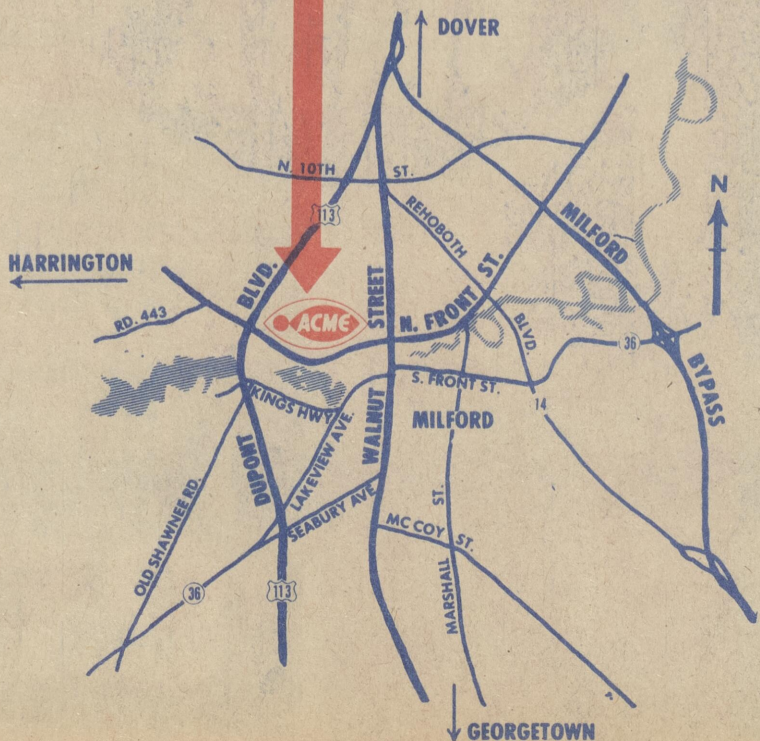 DOVER
N. 10TH ST.
113
REHOBOTH BLVD.
N
MILFORD BYPASS
HARRINGTON
BLVD.
STREET
N. FRONT ST.
RD. 443
ACME
36
S. FRONT ST.
KINGS HWY
MILFORD
14
LAKEVIEW AVE.
WALNUT
DUPONT
OLD SHAWNEE RD.
SEABURY AVE.
MC COY ST.
ST.
MARSHALL
36
113
GEORGETOWN